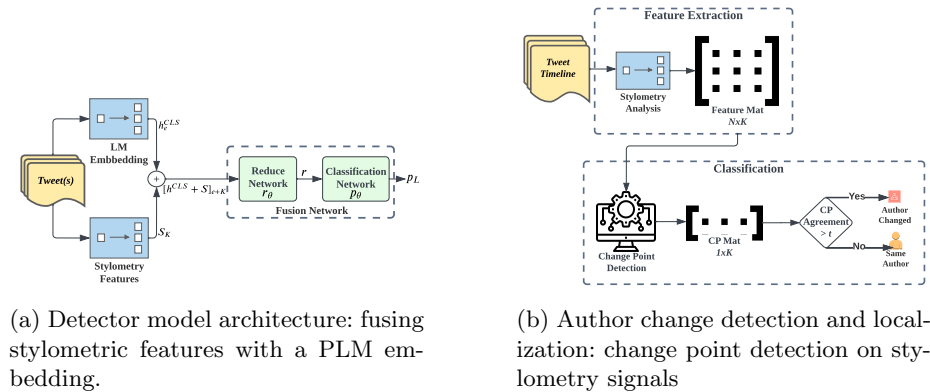 Tweet(s)
LM
Embbedding
h_e^{CLS}
+
[h^{CLS} + S]_{e+K}
S_K
Stylometry
Features
Reduce
Network
r_θ
r
Classification
Network
p_θ
Fusion Network
p_L
(a) Detector model architecture: fusing
stylometric features with a PLM em-
bedding.
Feature Extraction
Tweet
Timeline
Stylometry
Analysis
Feature Mat
NxK
Classification
Change Point
Detection
CP Mat
1xK
CP
Agreement
> t
Yes
Author
Changed
No
Same
Author
(b) Author change detection and local-
ization: change point detection on sty-
lometry signals